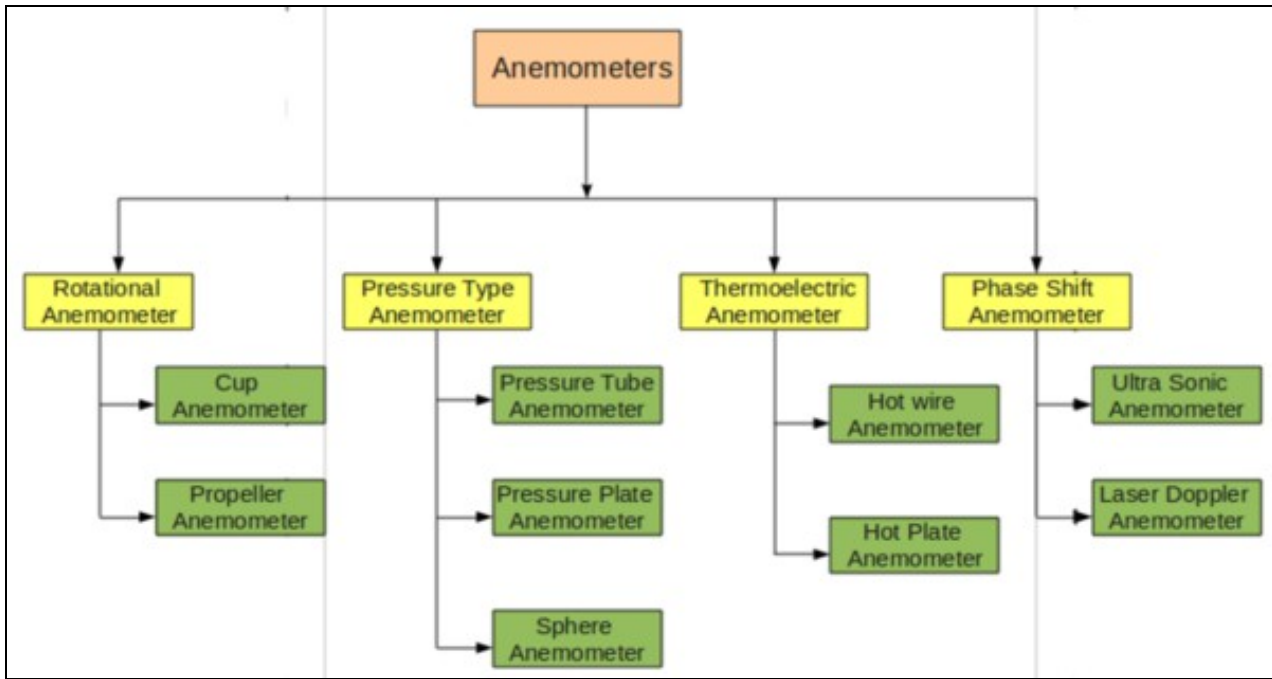 Anemometers
Rotational
Anemometer
Pressure Type
Anemometer
Thermoelectric
Anemometer
Phase Shift
Anemometer
Cup
Anemometer
Propeller
Anemometer
Pressure Tube
Anemometer
Pressure Plate
Anemometer
Sphere
Anemometer
Hot wire
Anemometer
Hot Plate
Anemometer
Ultra Sonic
Anemometer
Laser Doppler
Anemometer